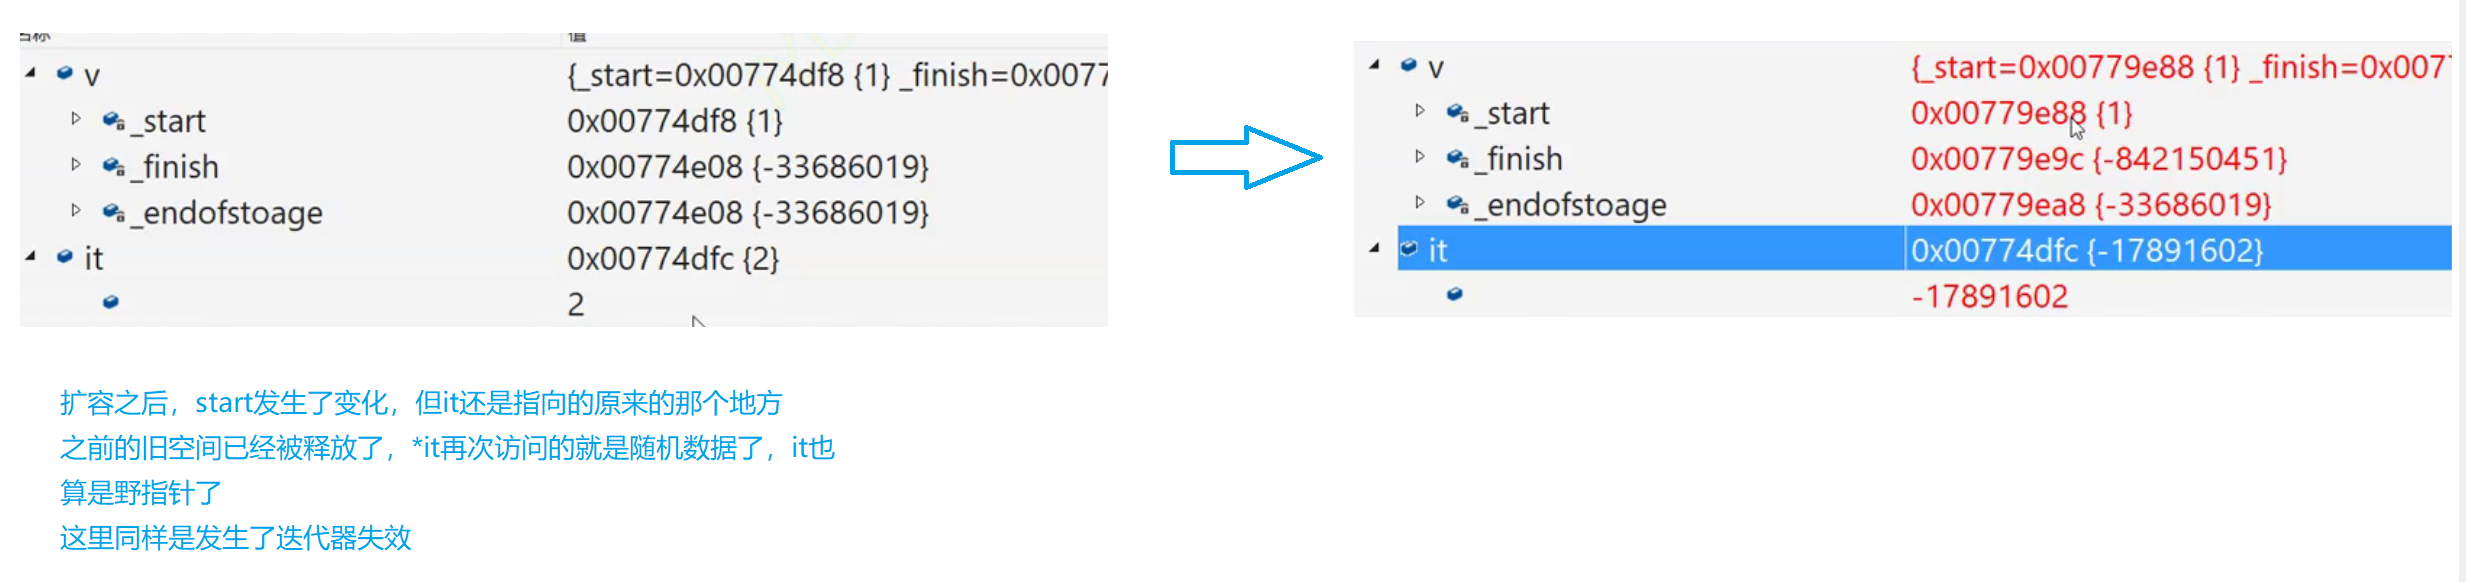 名称 值
v {_start=0x00774df8 {1} _finish=0x0077
_start 0x00774df8 {1}
_finish 0x00774e08 {-33686019}
_endofstoage 0x00774e08 {-33686019}
it 0x00774dfc {2}
2
v {_start=0x00779e88 {1} _finish=0x007
_start 0x00779e88 {1}
_finish 0x00779e9c {-842150451}
_endofstoage 0x00779ea8 {-33686019}
it 0x00774dfc {-17891602}
-17891602
扩容之后，start发生了变化，但it还是指向的原来的那个地方
之前的旧空间已经被释放了，*it再次访问的就是随机数据了，it也
算是野指针了
这里同样是发生了迭代器失效